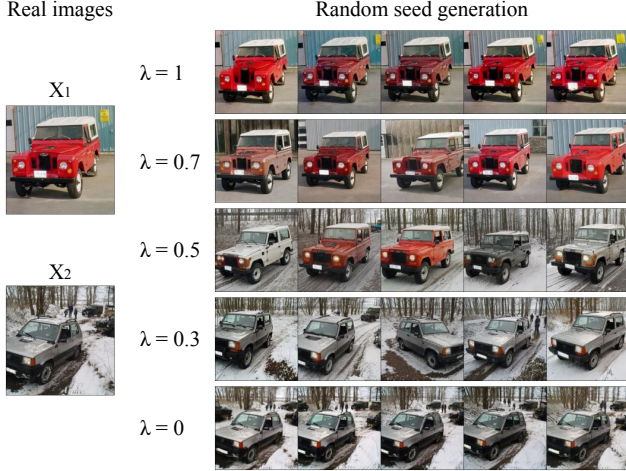 Real images
Random seed generation
X1
λ = 1
λ = 0.7
X2
λ = 0.5
λ = 0.3
λ = 0